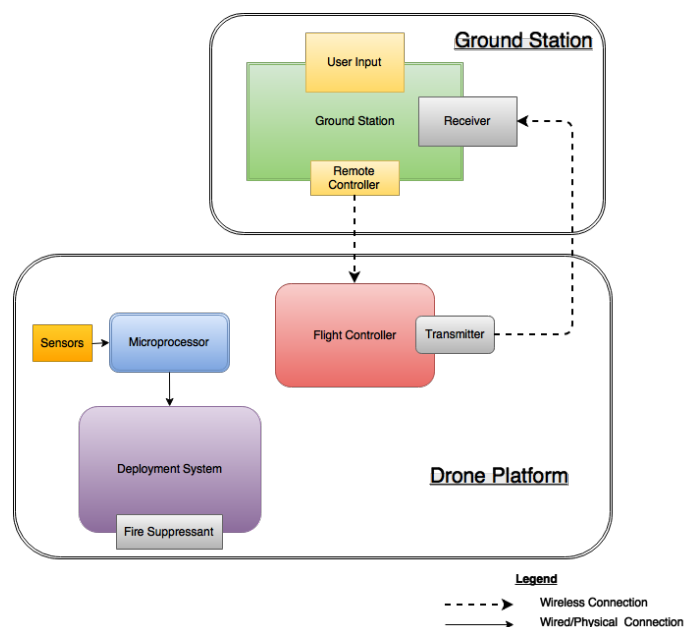 Ground Station
User Input
Ground Station
Receiver
Remote
Controller
Sensors
Microprocessor
Flight Controller
Transmitter
Deployment System
Fire Suppressant
Drone Platform
Legend
Wireless Connection
Wired/Physical Connection